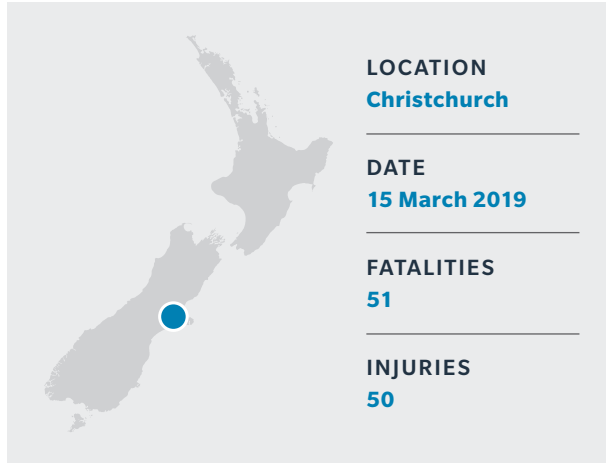 LOCATION
Christchurch
DATE
15 March 2019
FATALITIES
51
INJURIES
50